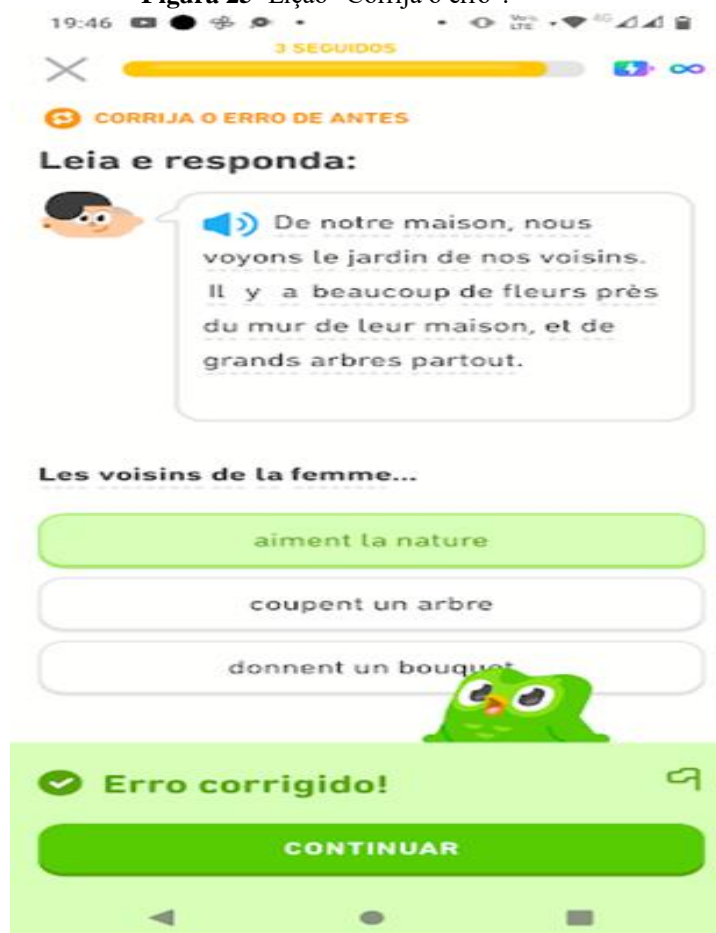 Figura 25 Lição "Corrija o erro".
19:46 VoLTE 4G
3 SEGUIDOS
CORRIJA O ERRO DE ANTES
Leia e responda:
De notre maison, nous
voyons le jardin de nos voisins.
Il y a beaucoup de fleurs près
du mur de leur maison, et de
grands arbres partout.
Les voisins de la femme...
aiment la nature
coupent un arbre
donnent un bouquet
Erro corrigido!
CONTINUAR